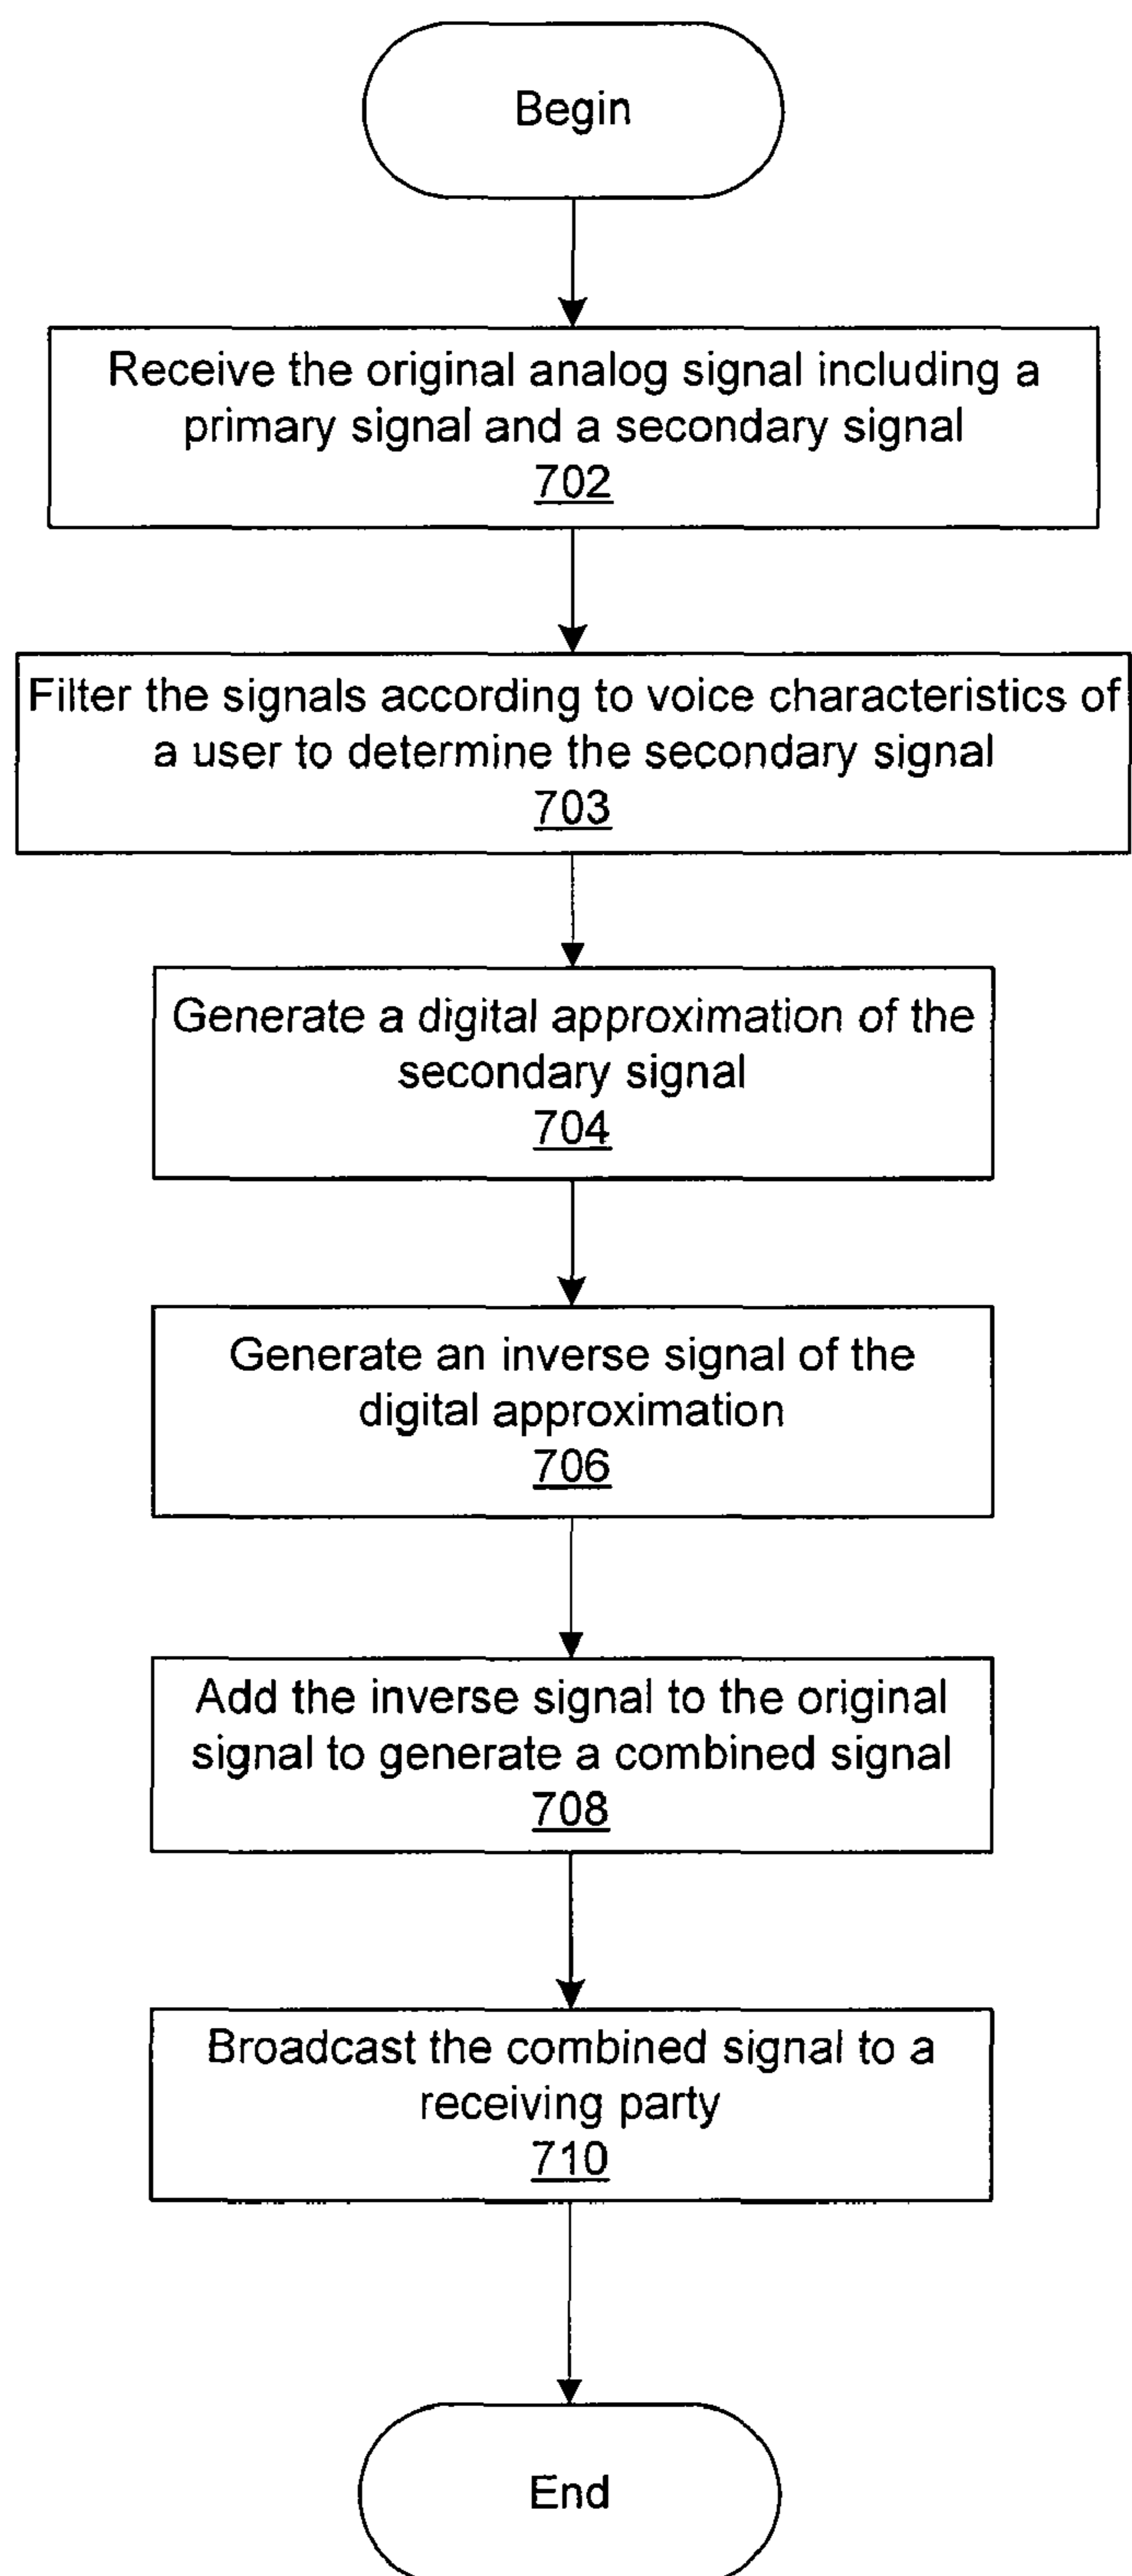 Begin
Receive the original analog signal including a
primary signal and a secondary signal
702
Filter the signals according to voice characteristics of
a user to determine the secondary signal
703
Generate a digital approximation of the
secondary signal
704
Generate an inverse signal of the
digital approximation
706
Add the inverse signal to the original
signal to generate a combined signal
708
Broadcast the combined signal to a
receiving party
710
End